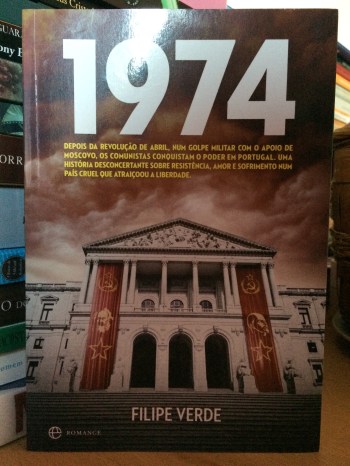 1974
DEPOIS DA REVOLUÇÃO DE ABRIL, NUM GOLPE MILITAR COM O APOIO DE
MOSCOVO, OS COMUNISTAS CONQUISTAM O PODER EM PORTUGAL. UMA
HISTÓRIA DESCONCERTANTE SOBRE RESISTÊNCIA, AMOR E SOFRIMENTO NUM
PAÍS CRUEL QUE ATRAIÇOOU A LIBERDADE.
FILIPE VERDE
ROMANCE